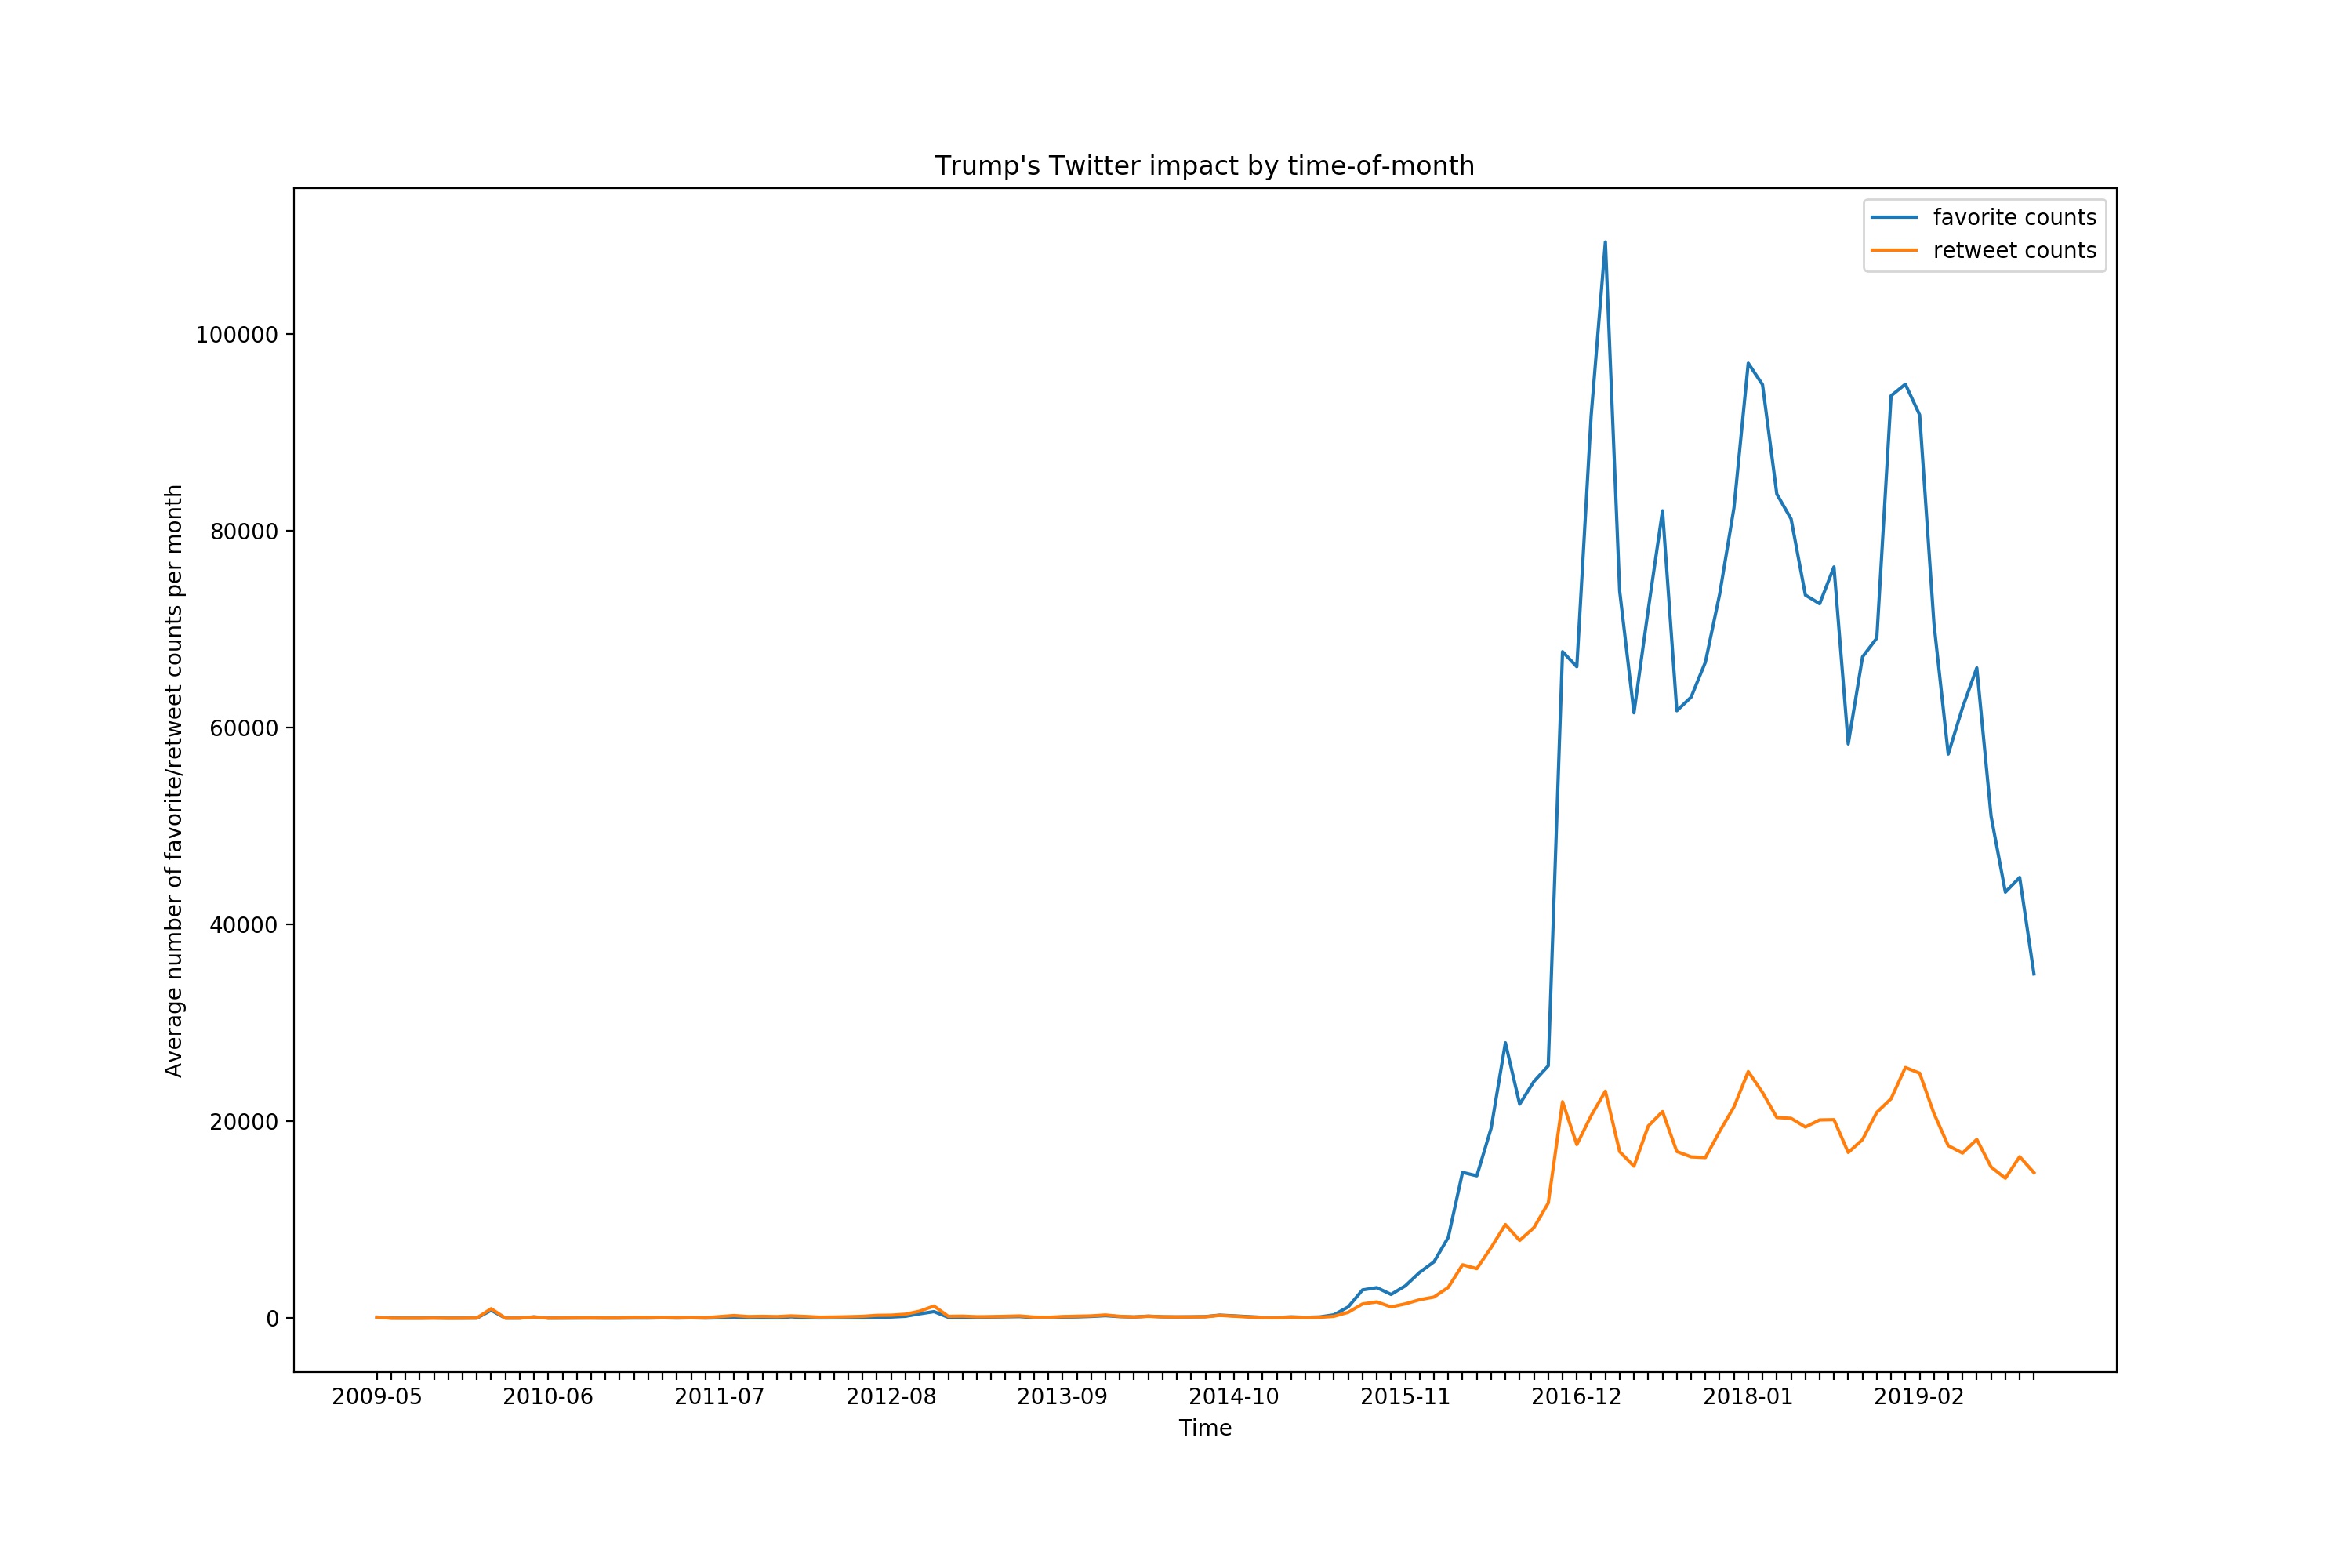 Trump's Twitter impact by time-of-month
favorite counts
retweet counts
100000
80000
60000
40000
20000
0
Average number of favorite/retweet counts per month
2009-05 2010-06 2011-07 2012-08 2013-09 2014-10 2015-11 2016-12 2018-01 2019-02
Time